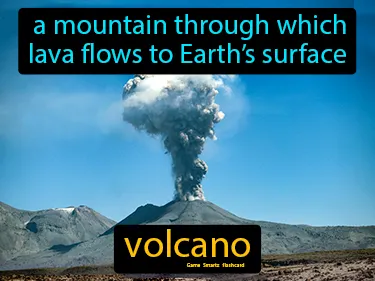 a mountain through which
lava flows to Earth's surface
volcano
Game Smartz flashcard